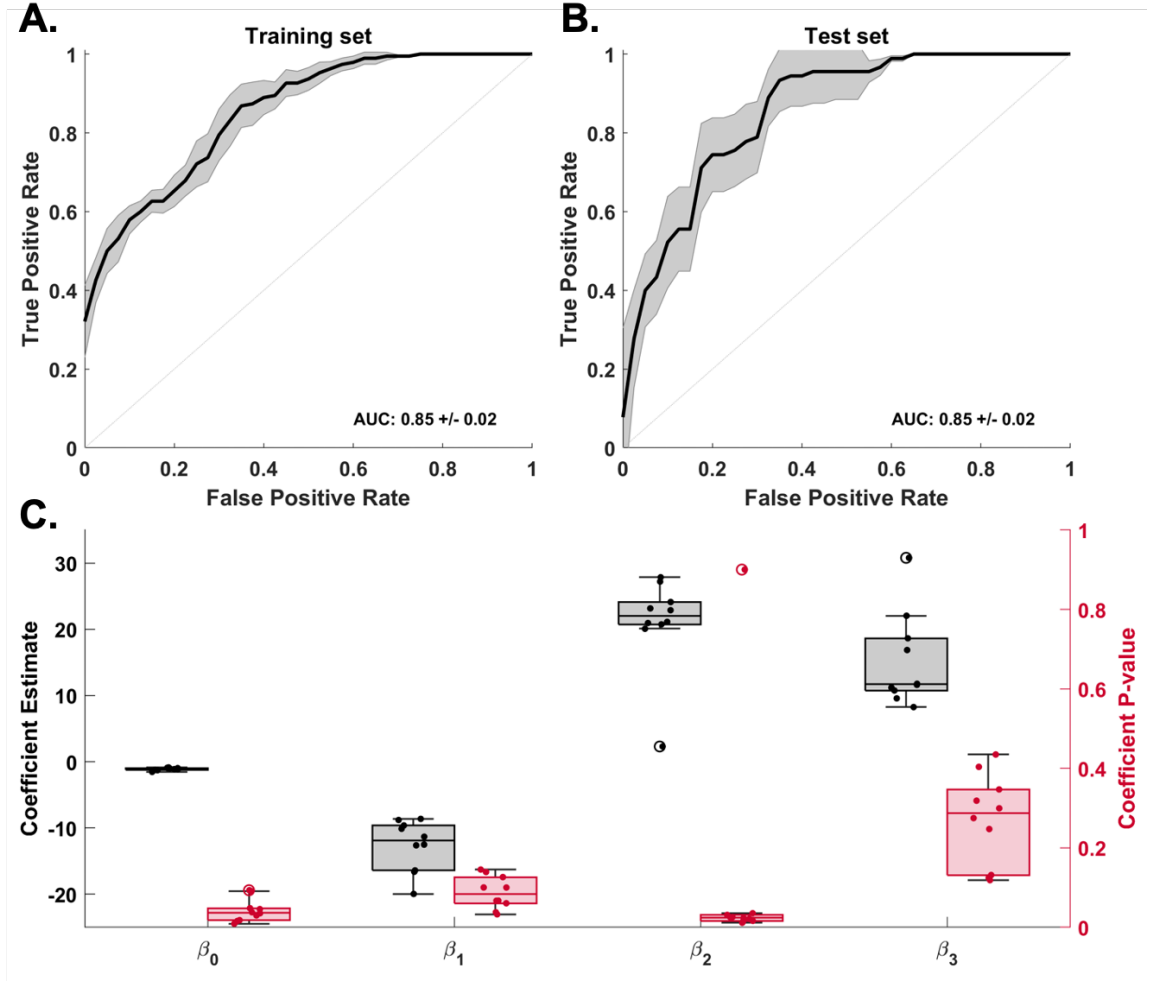 A.
Training set
True Positive Rate
1
0.8
0.6
0.4
0.2
0
0 0.2 0.4 0.6 0.8 1
AUC: 0.85 +/- 0.02
False Positive Rate
B.
Test set
True Positive Rate
1
0.8
0.6
0.4
0.2
0
0 0.2 0.4 0.6 0.8 1
AUC: 0.85 +/- 0.02
False Positive Rate
C.
Coefficient Estimate
30
20
10
0
-10
-20
β0 β1 β2 β3
1
0.8
0.6
0.4
0.2
0
Coefficient P-value